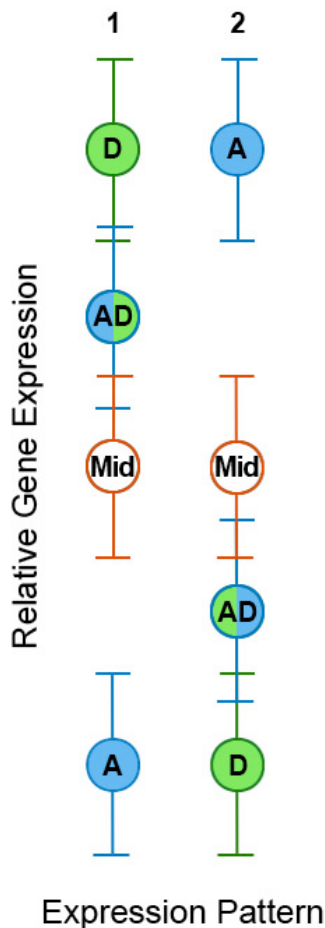 1 2
D A
AD
Mid Mid
AD
A D
Relative Gene Expression
Expression Pattern